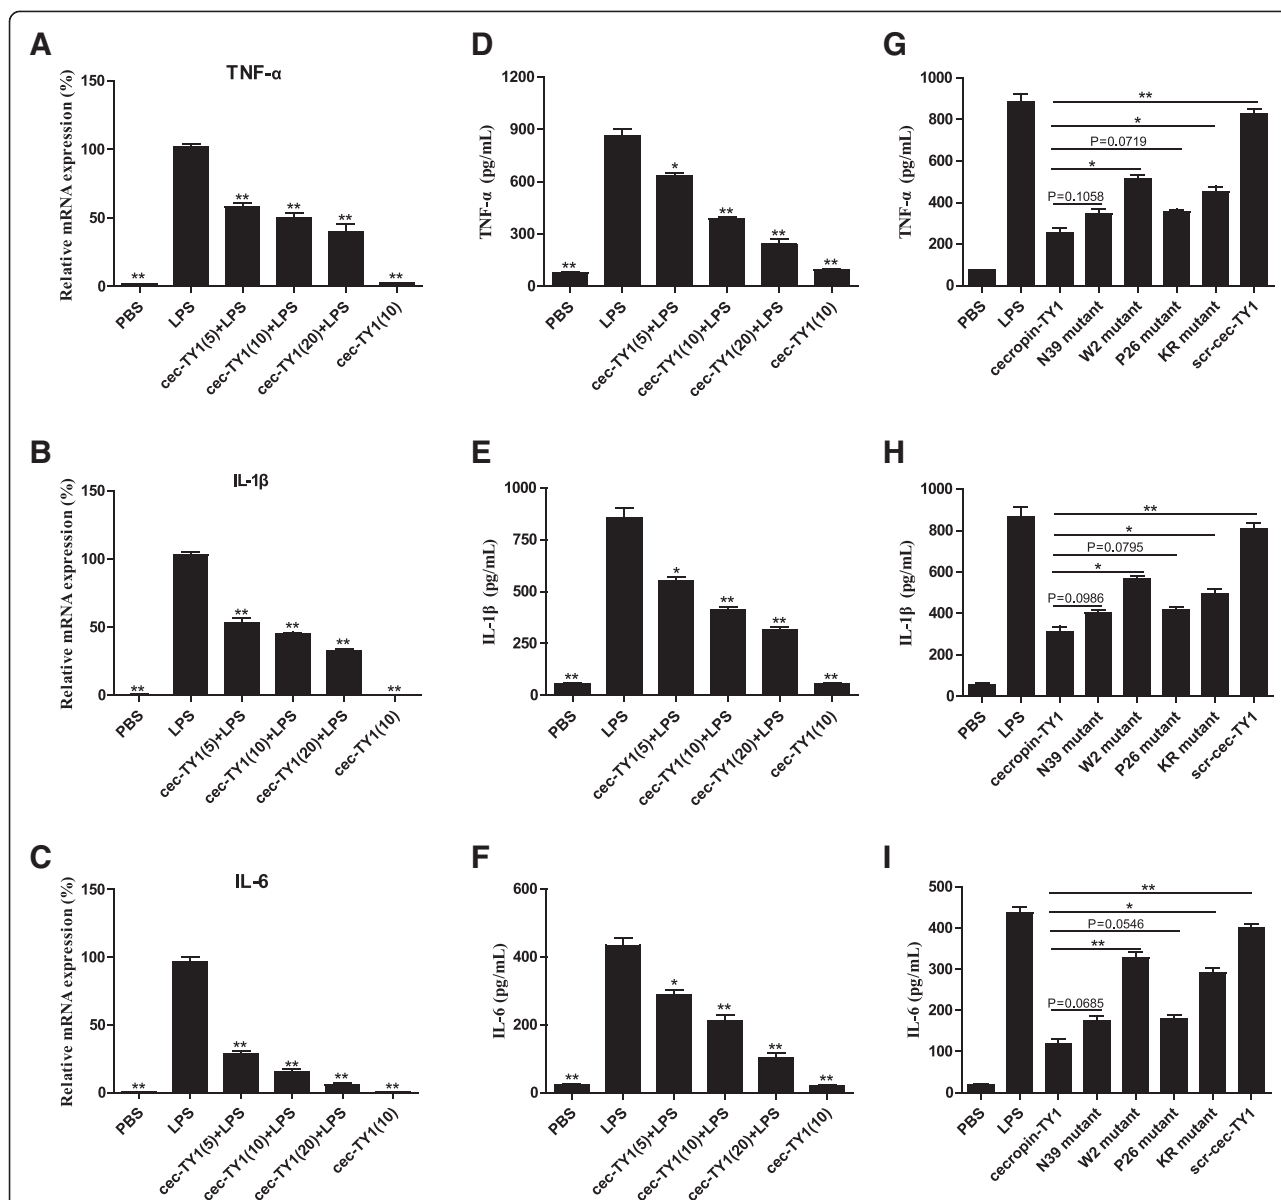 A
TNF-α
Relative mRNA expression (%)
150
100
50
0
**
**
**
**
**
PBS
LPS
cec-TY1(5)+LPS
cec-TY1(10)+LPS
cec-TY1(20)+LPS
cec-TY1(10)
D
TNF-α (pg/mL)
1200
900
600
300
0
**
*
**
**
**
PBS
LPS
cec-TY1(5)+LPS
cec-TY1(10)+LPS
cec-TY1(20)+LPS
cec-TY1(10)
G
TNF-α (pg/mL)
1000
800
600
400
200
0
**
*
P=0.0719
*
P=0.1058
PBS
LPS
cecropin-TY1
N39 mutant
W2 mutant
P26 mutant
KR mutant
scr-cec-TY1
B
IL-1β
Relative mRNA expression (%)
150
100
50
0
**
**
**
**
**
PBS
LPS
cec-TY1(5)+LPS
cec-TY1(10)+LPS
cec-TY1(20)+LPS
cec-TY1(10)
E
IL-1β (pg/mL)
1000
750
500
250
0
**
*
**
**
**
PBS
LPS
cec-TY1(5)+LPS
cec-TY1(10)+LPS
cec-TY1(20)+LPS
cec-TY1(10)
H
IL-1β (pg/mL)
1000
800
600
400
200
0
**
*
P=0.0795
*
P=0.0986
PBS
LPS
cecropin-TY1
N39 mutant
W2 mutant
P26 mutant
KR mutant
scr-cec-TY1
C
IL-6
Relative mRNA expression (%)
150
100
50
0
**
**
**
**
**
PBS
LPS
cec-TY1(5)+LPS
cec-TY1(10)+LPS
cec-TY1(20)+LPS
cec-TY1(10)
F
IL-6 (pg/mL)
600
400
200
0
**
*
**
**
**
PBS
LPS
cec-TY1(5)+LPS
cec-TY1(10)+LPS
cec-TY1(20)+LPS
cec-TY1(10)
I
IL-6 (pg/mL)
500
400
300
200
100
0
**
*
P=0.0546
**
P=0.0685
PBS
LPS
cecropin-TY1
N39 mutant
W2 mutant
P26 mutant
KR mutant
scr-cec-TY1